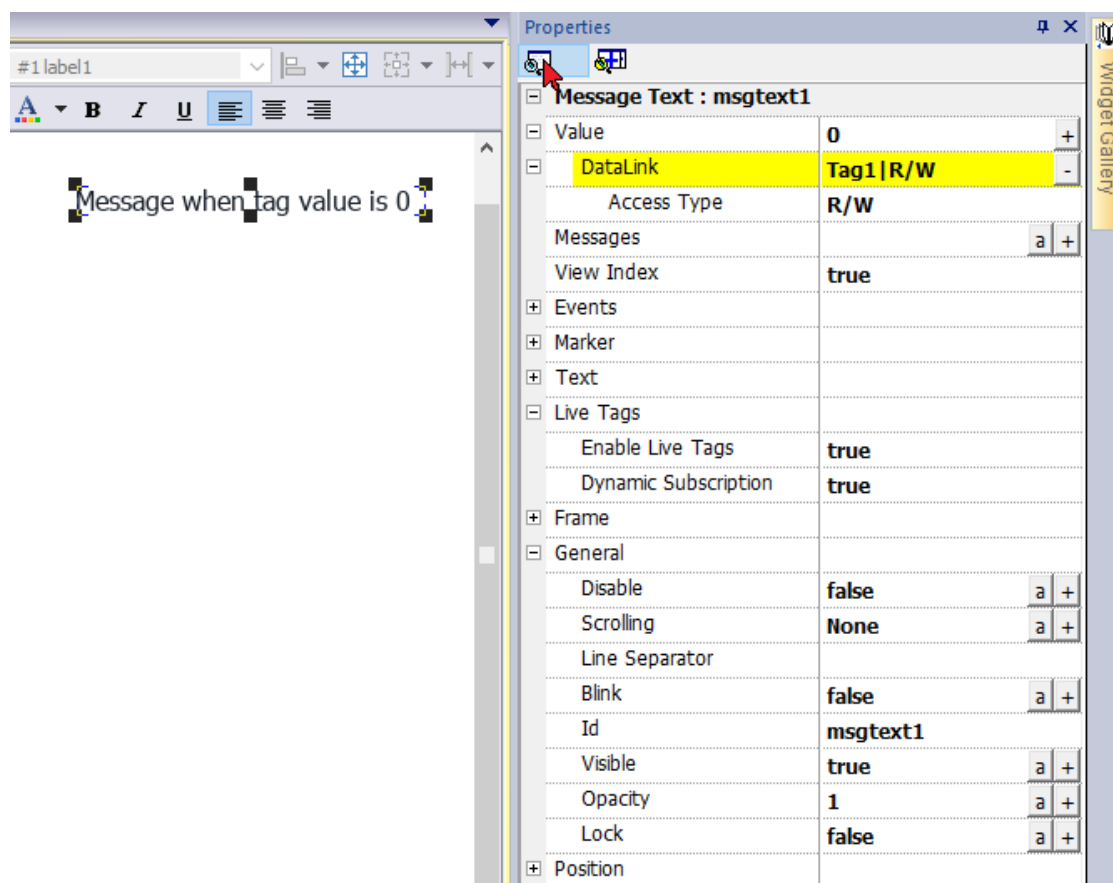 Properties
#1 label1
A B I U
Message when tag value is 0
Message Text : msgtext1
Value 0 +
DataLink Tag1|R/W -
Access Type R/W
Messages a +
View Index true
Events
Marker
Text
Live Tags
Enable Live Tags true
Dynamic Subscription true
Frame
General
Disable false a +
Scrolling None a +
Line Separator
Blink false a +
Id msgtext1
Visible true a +
Opacity 1 a +
Lock false a +
Position
Widget Gallery